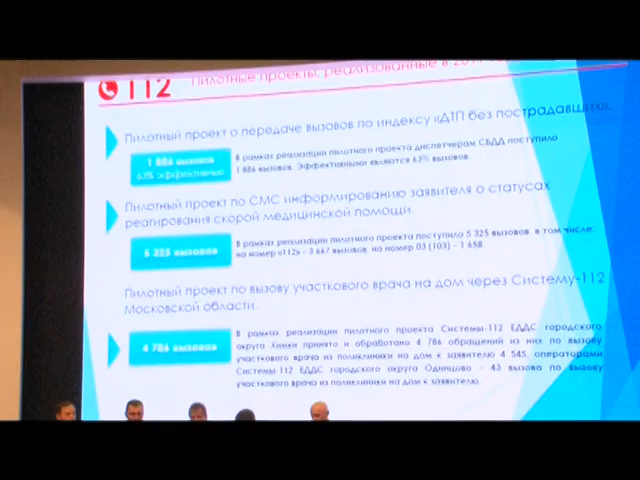 112 Пилотные проекты, реализованные в
Пилотный проект о передаче вызовов по индексу «ДТП без пострадавших».
1 886 вызовов
63% эффективные
В рамках реализации пилотного проекта диспетчерам СБДД поступило
1 886 вызовов. Эффективными являются 63% вызовов.
Пилотный проект по СМС информированию заявителя о статусах
реагирования скорой медицинской помощи.
5 325 вызовов
В рамках реализации пилотного проекта поступило 5 325 вызовов, в том числе:
на номер «112» – 3 667 вызовов, на номер 03 (103) – 1 658.
Пилотный проект по вызову участкового врача на дом через Систему-112
Московской области.
4 786 вызовов
В рамках реализации пилотного проекта Системы-112 ЕДДС городского
округа Химки принято и обработано 4 786 обращений из них по вызову
участкового врача из поликлиники на дом к заявителю 4 545, операторами
Системы-112 ЕДДС городского округа Одинцово – 43 вызова по вызову
участкового врача из поликлиники на дом к заявителю.